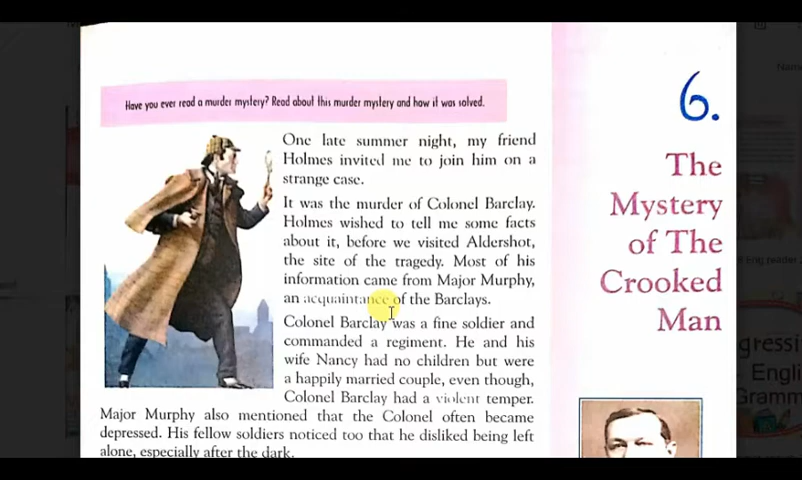 Have you ever read a murder mystery? Read about this murder mystery and how it was solved.
One late summer night, my friend
Holmes invited me to join him on a
strange case.
It was the murder of Colonel Barclay.
Holmes wished to tell me some facts
about it, before we visited Aldershot,
the site of the tragedy. Most of his
information came from Major Murphy,
an acquaintance of the Barclays.
Colonel Barclay was a fine soldier and
commanded a regiment. He and his
wife Nancy had no children but were
a happily married couple, even though,
Colonel Barclay had a violent temper.
Major Murphy also mentioned that the Colonel often became
depressed. His fellow soldiers noticed too that he disliked being left
alone, especially after the dark.
6.
The
Mystery
of The
Crooked
Man
Name
Eng reader
gressi
Engli
Gramm